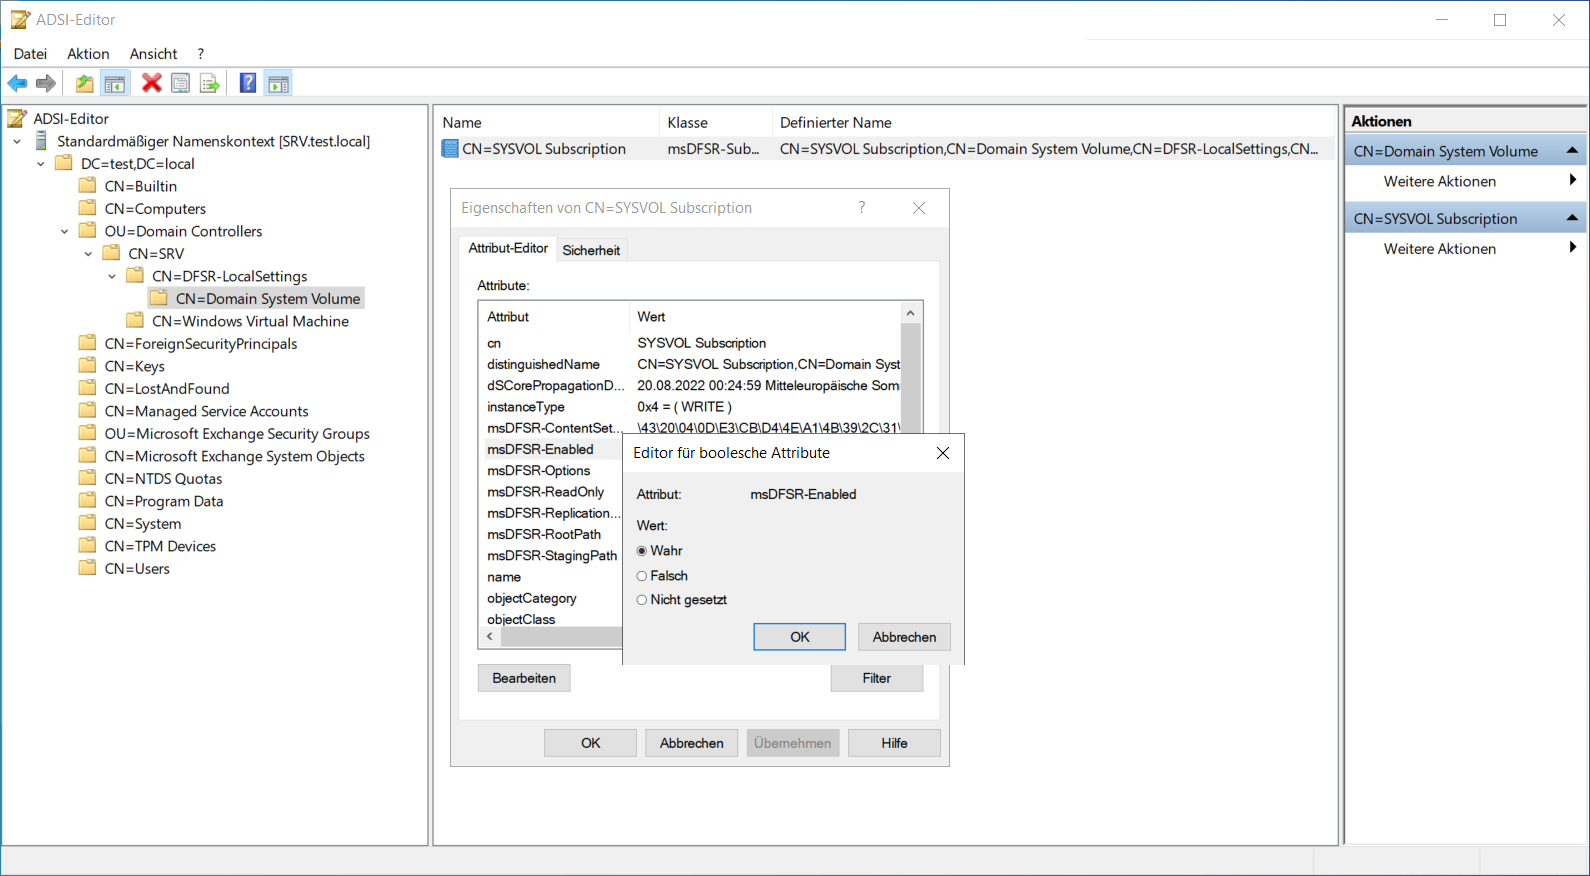 ADSI-Editor
Datei Aktion Ansicht ?
ADSI-Editor
Standardmäßiger Namenskontext [SRV.test.local]
DC=test,DC=local
CN=Builtin
CN=Computers
OU=Domain Controllers
CN=SRV
CN=DFSR-LocalSettings
CN=Domain System Volume
CN=Windows Virtual Machine
CN=ForeignSecurityPrincipals
CN=Keys
CN=LostAndFound
CN=Managed Service Accounts
OU=Microsoft Exchange Security Groups
CN=Microsoft Exchange System Objects
CN=NTDS Quotas
CN=Program Data
CN=System
CN=TPM Devices
CN=Users
Name Klasse Definierter Name
CN=SYSVOL Subscription msDFSR-Sub... CN=SYSVOL Subscription,CN=Domain System Volume,CN=DFSR-LocalSettings,CN...
Eigenschaften von CN=SYSVOL Subscription ?
Attribut-Editor Sicherheit
Attribute:
Attribut Wert
cn SYSVOL Subscription
distinguishedName CN=SYSVOL Subscription,CN=Domain Syst
dSCorePropagationD... 20.08.2022 00:24:59 Mitteleuropäische Som
instanceType 0x4 = ( WRITE )
msDFSR-ContentSet... \43\20\04\0D\E3\CB\D4\4E\A1\4B\39\2C\31\
msDFSR-Enabled
msDFSR-Options
msDFSR-ReadOnly
msDFSR-Replication...
msDFSR-RootPath
msDFSR-StagingPath
name
objectCategory
objectClass
Bearbeiten Filter
OK Abbrechen Übernehmen Hilfe
Editor für boolesche Attribute
Attribut: msDFSR-Enabled
Wert:
Wahr
Falsch
Nicht gesetzt
OK Abbrechen
Aktionen
CN=Domain System Volume
Weitere Aktionen
CN=SYSVOL Subscription
Weitere Aktionen